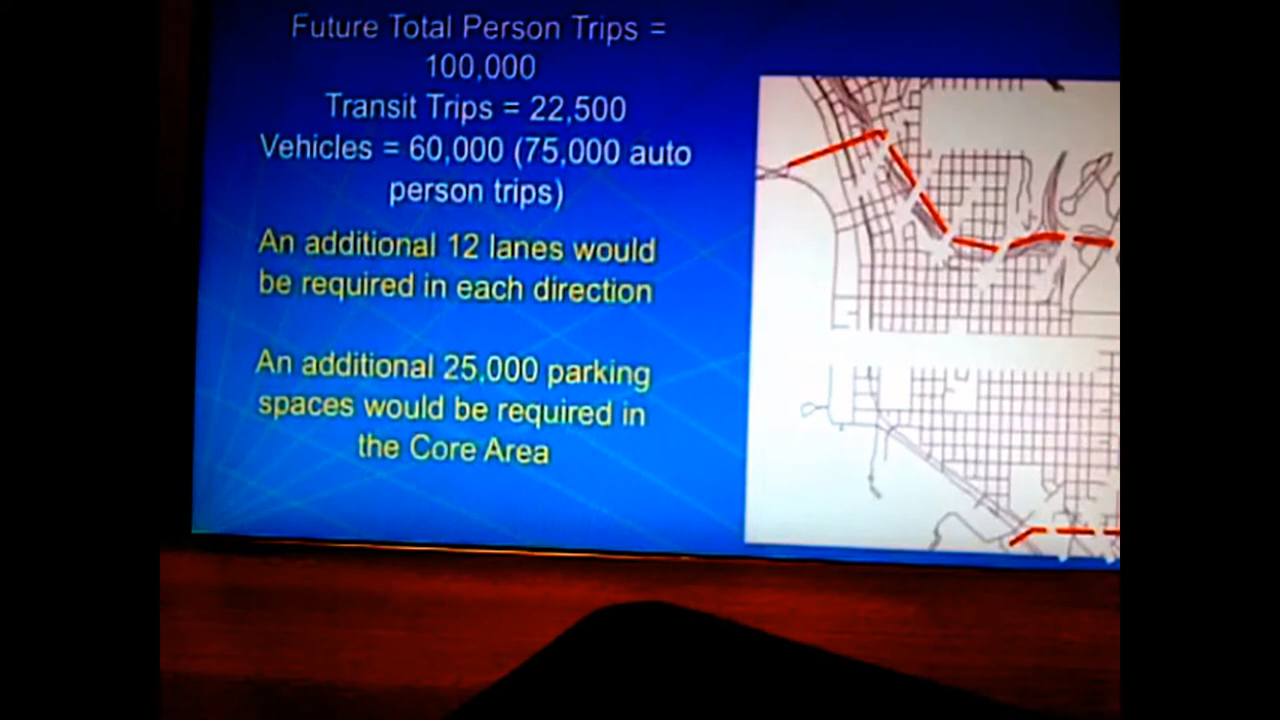 Future Total Person Trips =
100,000
Transit Trips = 22,500
Vehicles = 60,000 (75,000 auto
person trips)
An additional 12 lanes would
be required in each direction
An additional 25,000 parking
spaces would be required in
the Core Area